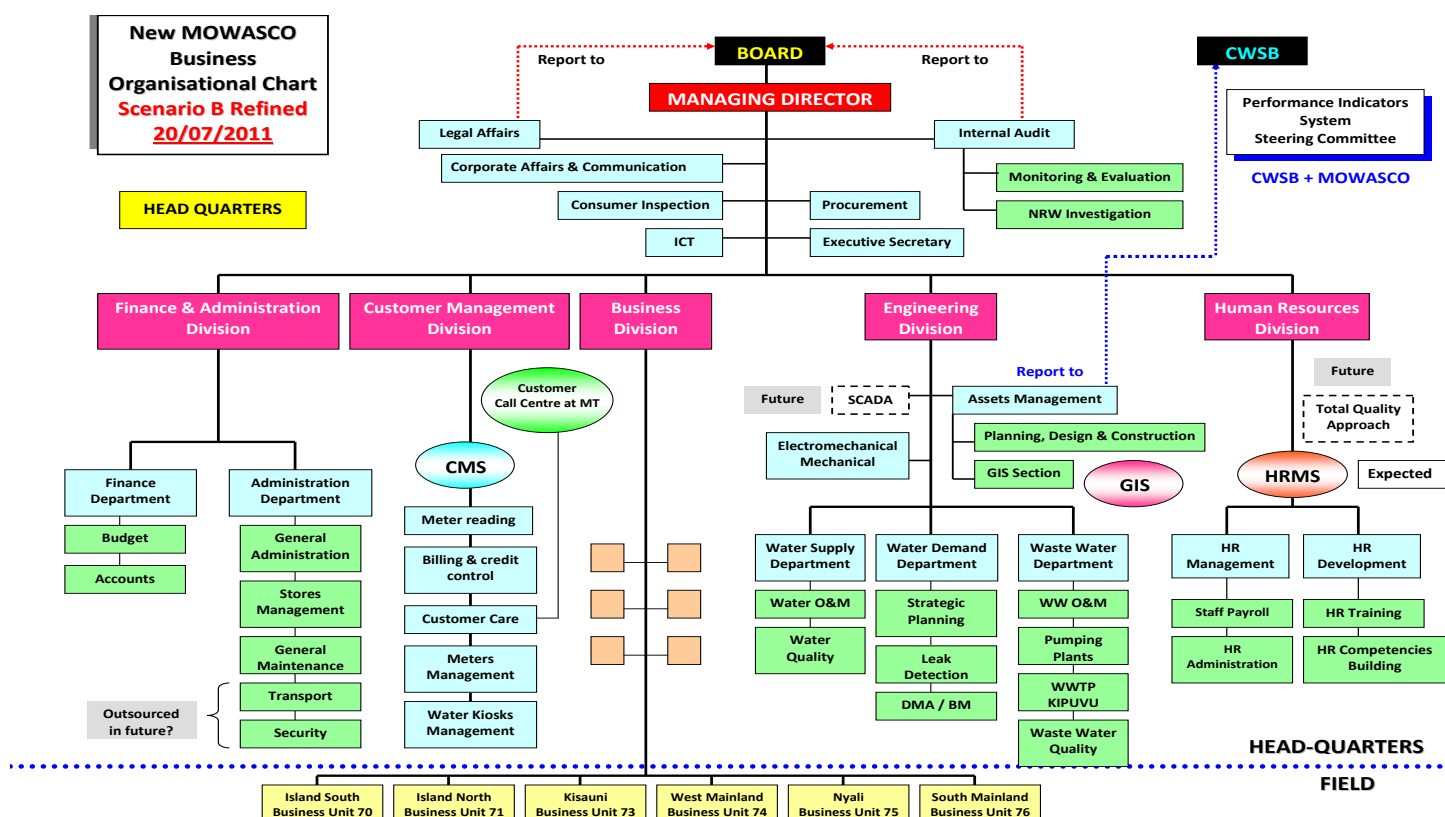 New MOWASCO
Business
Organisational Chart
Scenario B Refined
20/07/2011
HEAD QUARTERS
BOARD
Report to
Report to
MANAGING DIRECTOR
CWSB
Performance Indicators
System
Steering Committee
CWSB + MOWASCO
Legal Affairs
Internal Audit
Corporate Affairs & Communication
Monitoring & Evaluation
Consumer Inspection
Procurement
NRW Investigation
ICT
Executive Secretary
Finance & Administration
Division
Customer Management
Division
Business
Division
Engineering
Division
Human Resources
Division
Customer
Call Centre at MT
Future
SCADA
Report to
Assets Management
Future
Total Quality
Approach
Electromechanical
Mechanical
Planning, Design & Construction
GIS Section
GIS
CMS
HRMS
Expected
Finance
Department
Budget
Accounts
Administration
Department
General
Administration
Stores
Management
General
Maintenance
Transport
Security
Outsourced
in future?
Meter reading
Billing & credit
control
Customer Care
Meters
Management
Water Kiosks
Management
Water Supply
Department
Water O&M
Water
Quality
Water Demand
Department
Strategic
Planning
Leak
Detection
DMA / BM
Waste Water
Department
WW O&M
Pumping
Plants
WWTP
KIPUVU
Waste Water
Quality
HR
Management
Staff Payroll
HR
Administration
HR
Development
HR Training
HR Competencies
Building
HEAD-QUARTERS
FIELD
Island South
Business Unit 70
Island North
Business Unit 71
Kisauni
Business Unit 73
West Mainland
Business Unit 74
Nyali
Business Unit 75
South Mainland
Business Unit 76